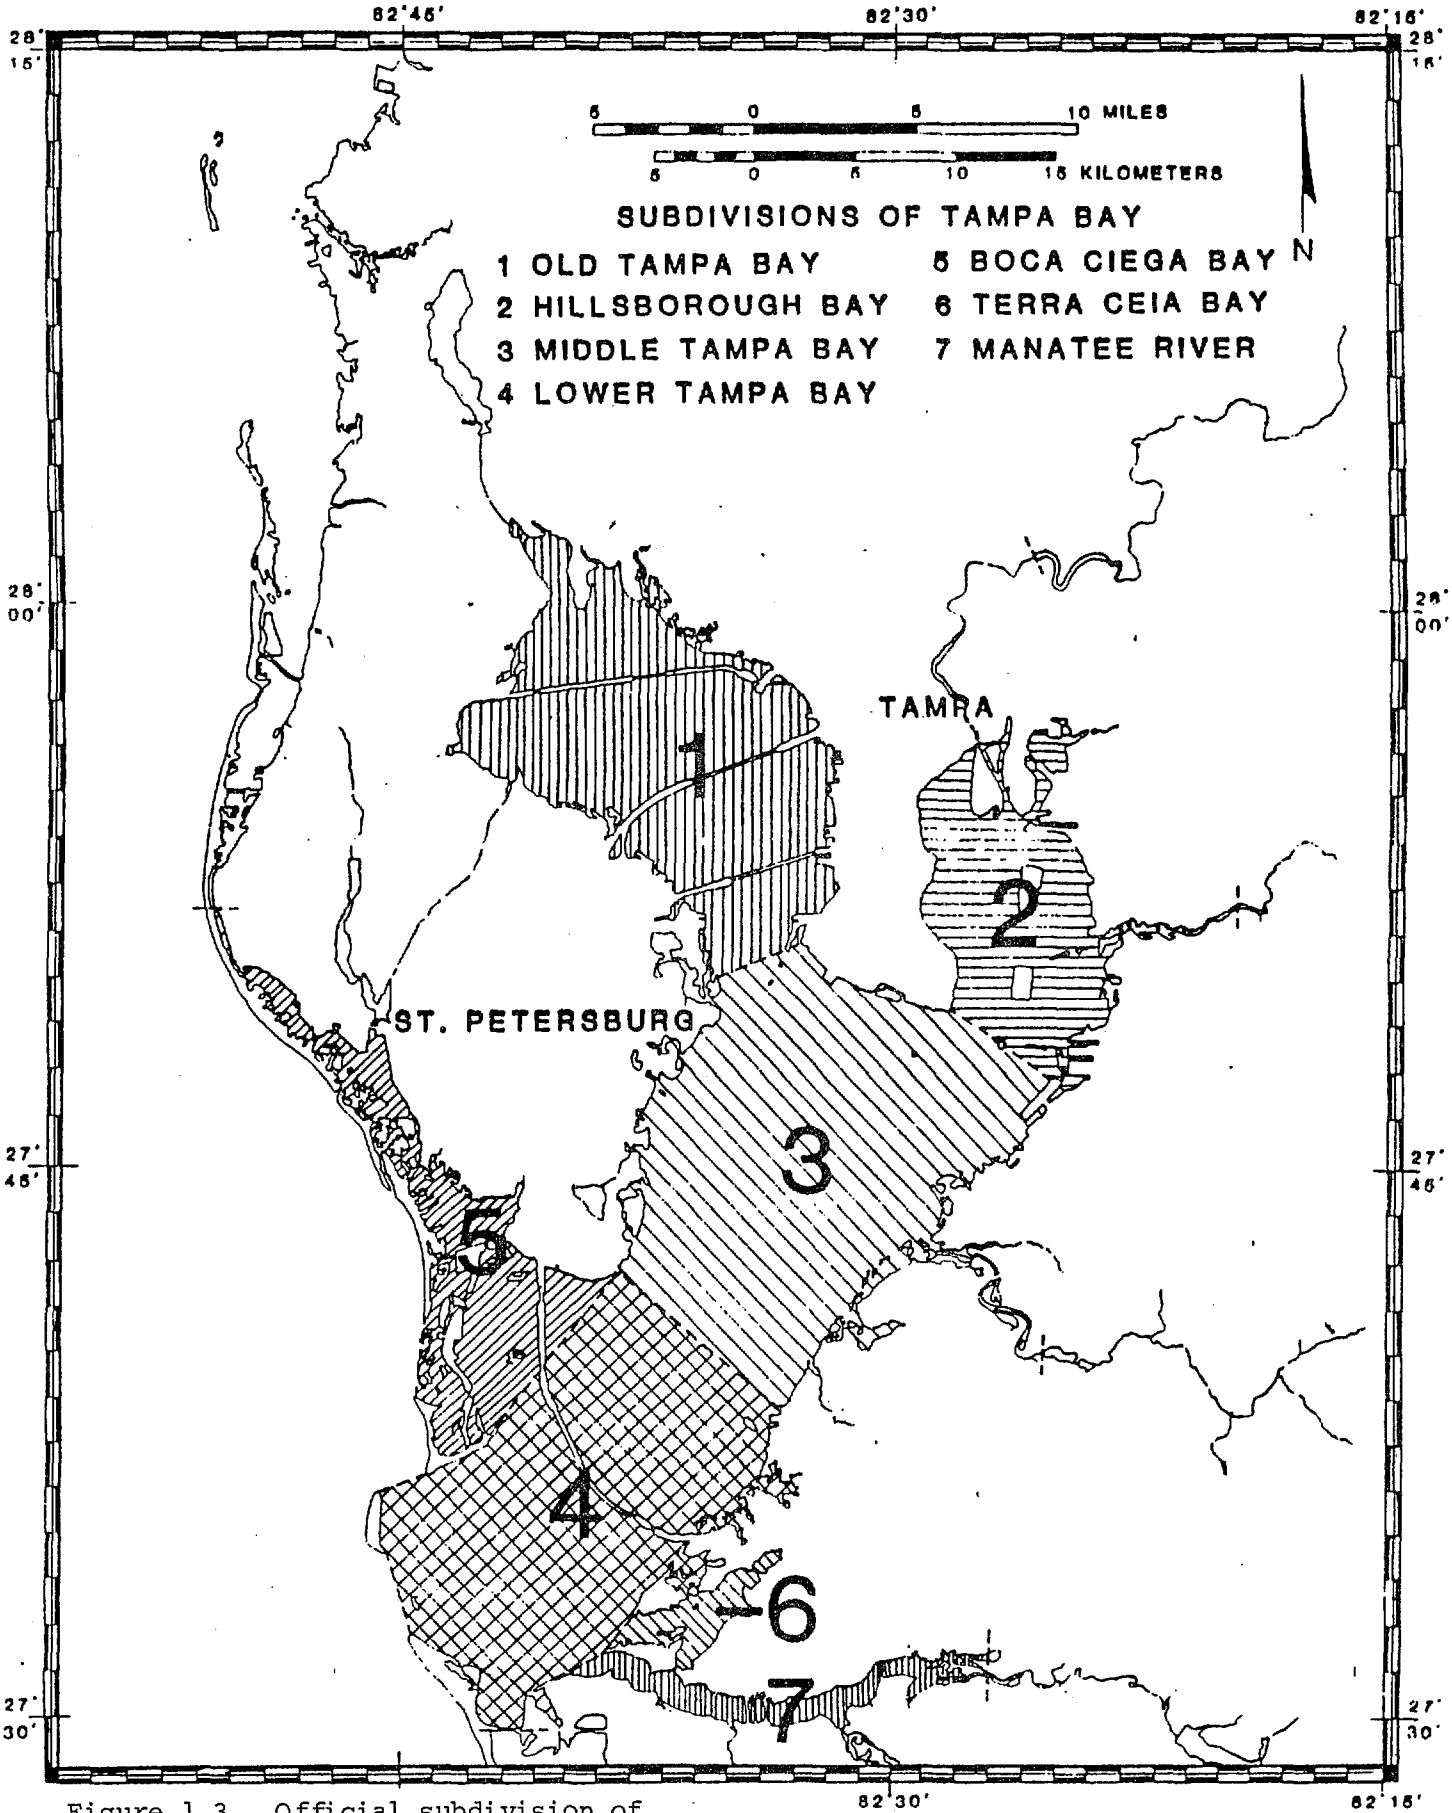 82°45' 82°30' 82°15'
28° 28°
15' 15'
5 0 5 10 MILES
5 0 5 10 15 KILOMETERS
SUBDIVISIONS OF TAMPA BAY
N
1 OLD TAMPA BAY 5 BOCA CIEGA BAY
2 HILLSBOROUGH BAY 6 TERRA CEIA BAY
3 MIDDLE TAMPA BAY 7 MANATEE RIVER
4 LOWER TAMPA BAY
28° 28°
00' 00'
TAMPA
1
2
ST. PETERSBURG
3
27° 27°
45' 45'
5
4
6
7
27° 27°
30' 30'
82°30' 82°15'
Figure 1.3 Official subdivision of